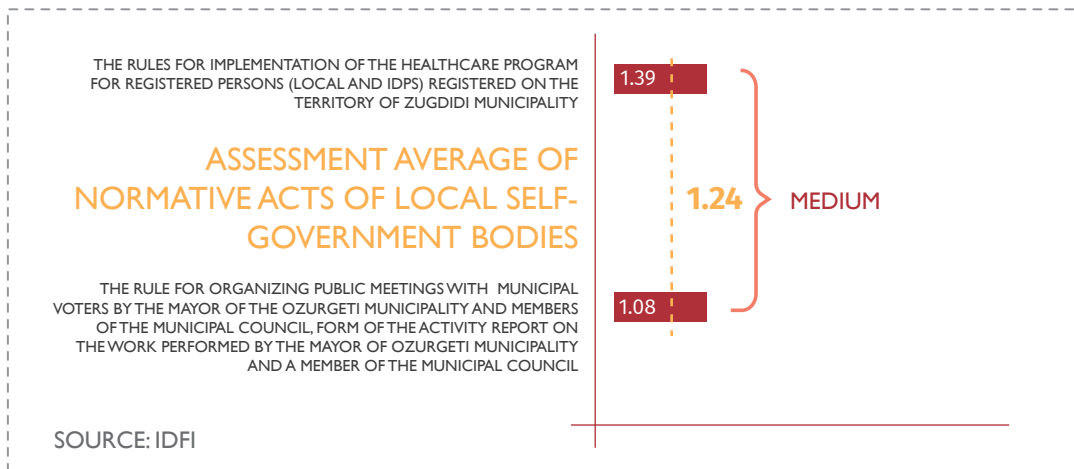 THE RULES FOR IMPLEMENTATION OF THE HEALTHCARE PROGRAM
FOR REGISTERED PERSONS (LOCAL AND IDPS) REGISTERED ON THE
TERRITORY OF ZUGDIDI MUNICIPALITY
1.39
ASSESSMENT AVERAGE OF
NORMATIVE ACTS OF LOCAL SELF-
GOVERNMENT BODIES
1.24
MEDIUM
THE RULE FOR ORGANIZING PUBLIC MEETINGS WITH MUNICIPAL
VOTERS BY THE MAYOR OF THE OZURGETI MUNICIPALITY AND MEMBERS
OF THE MUNICIPAL COUNCIL, FORM OF THE ACTIVITY REPORT ON
THE WORK PERFORMED BY THE MAYOR OF OZURGETI MUNICIPALITY
AND A MEMBER OF THE MUNICIPAL COUNCIL
1.08
SOURCE: IDFI